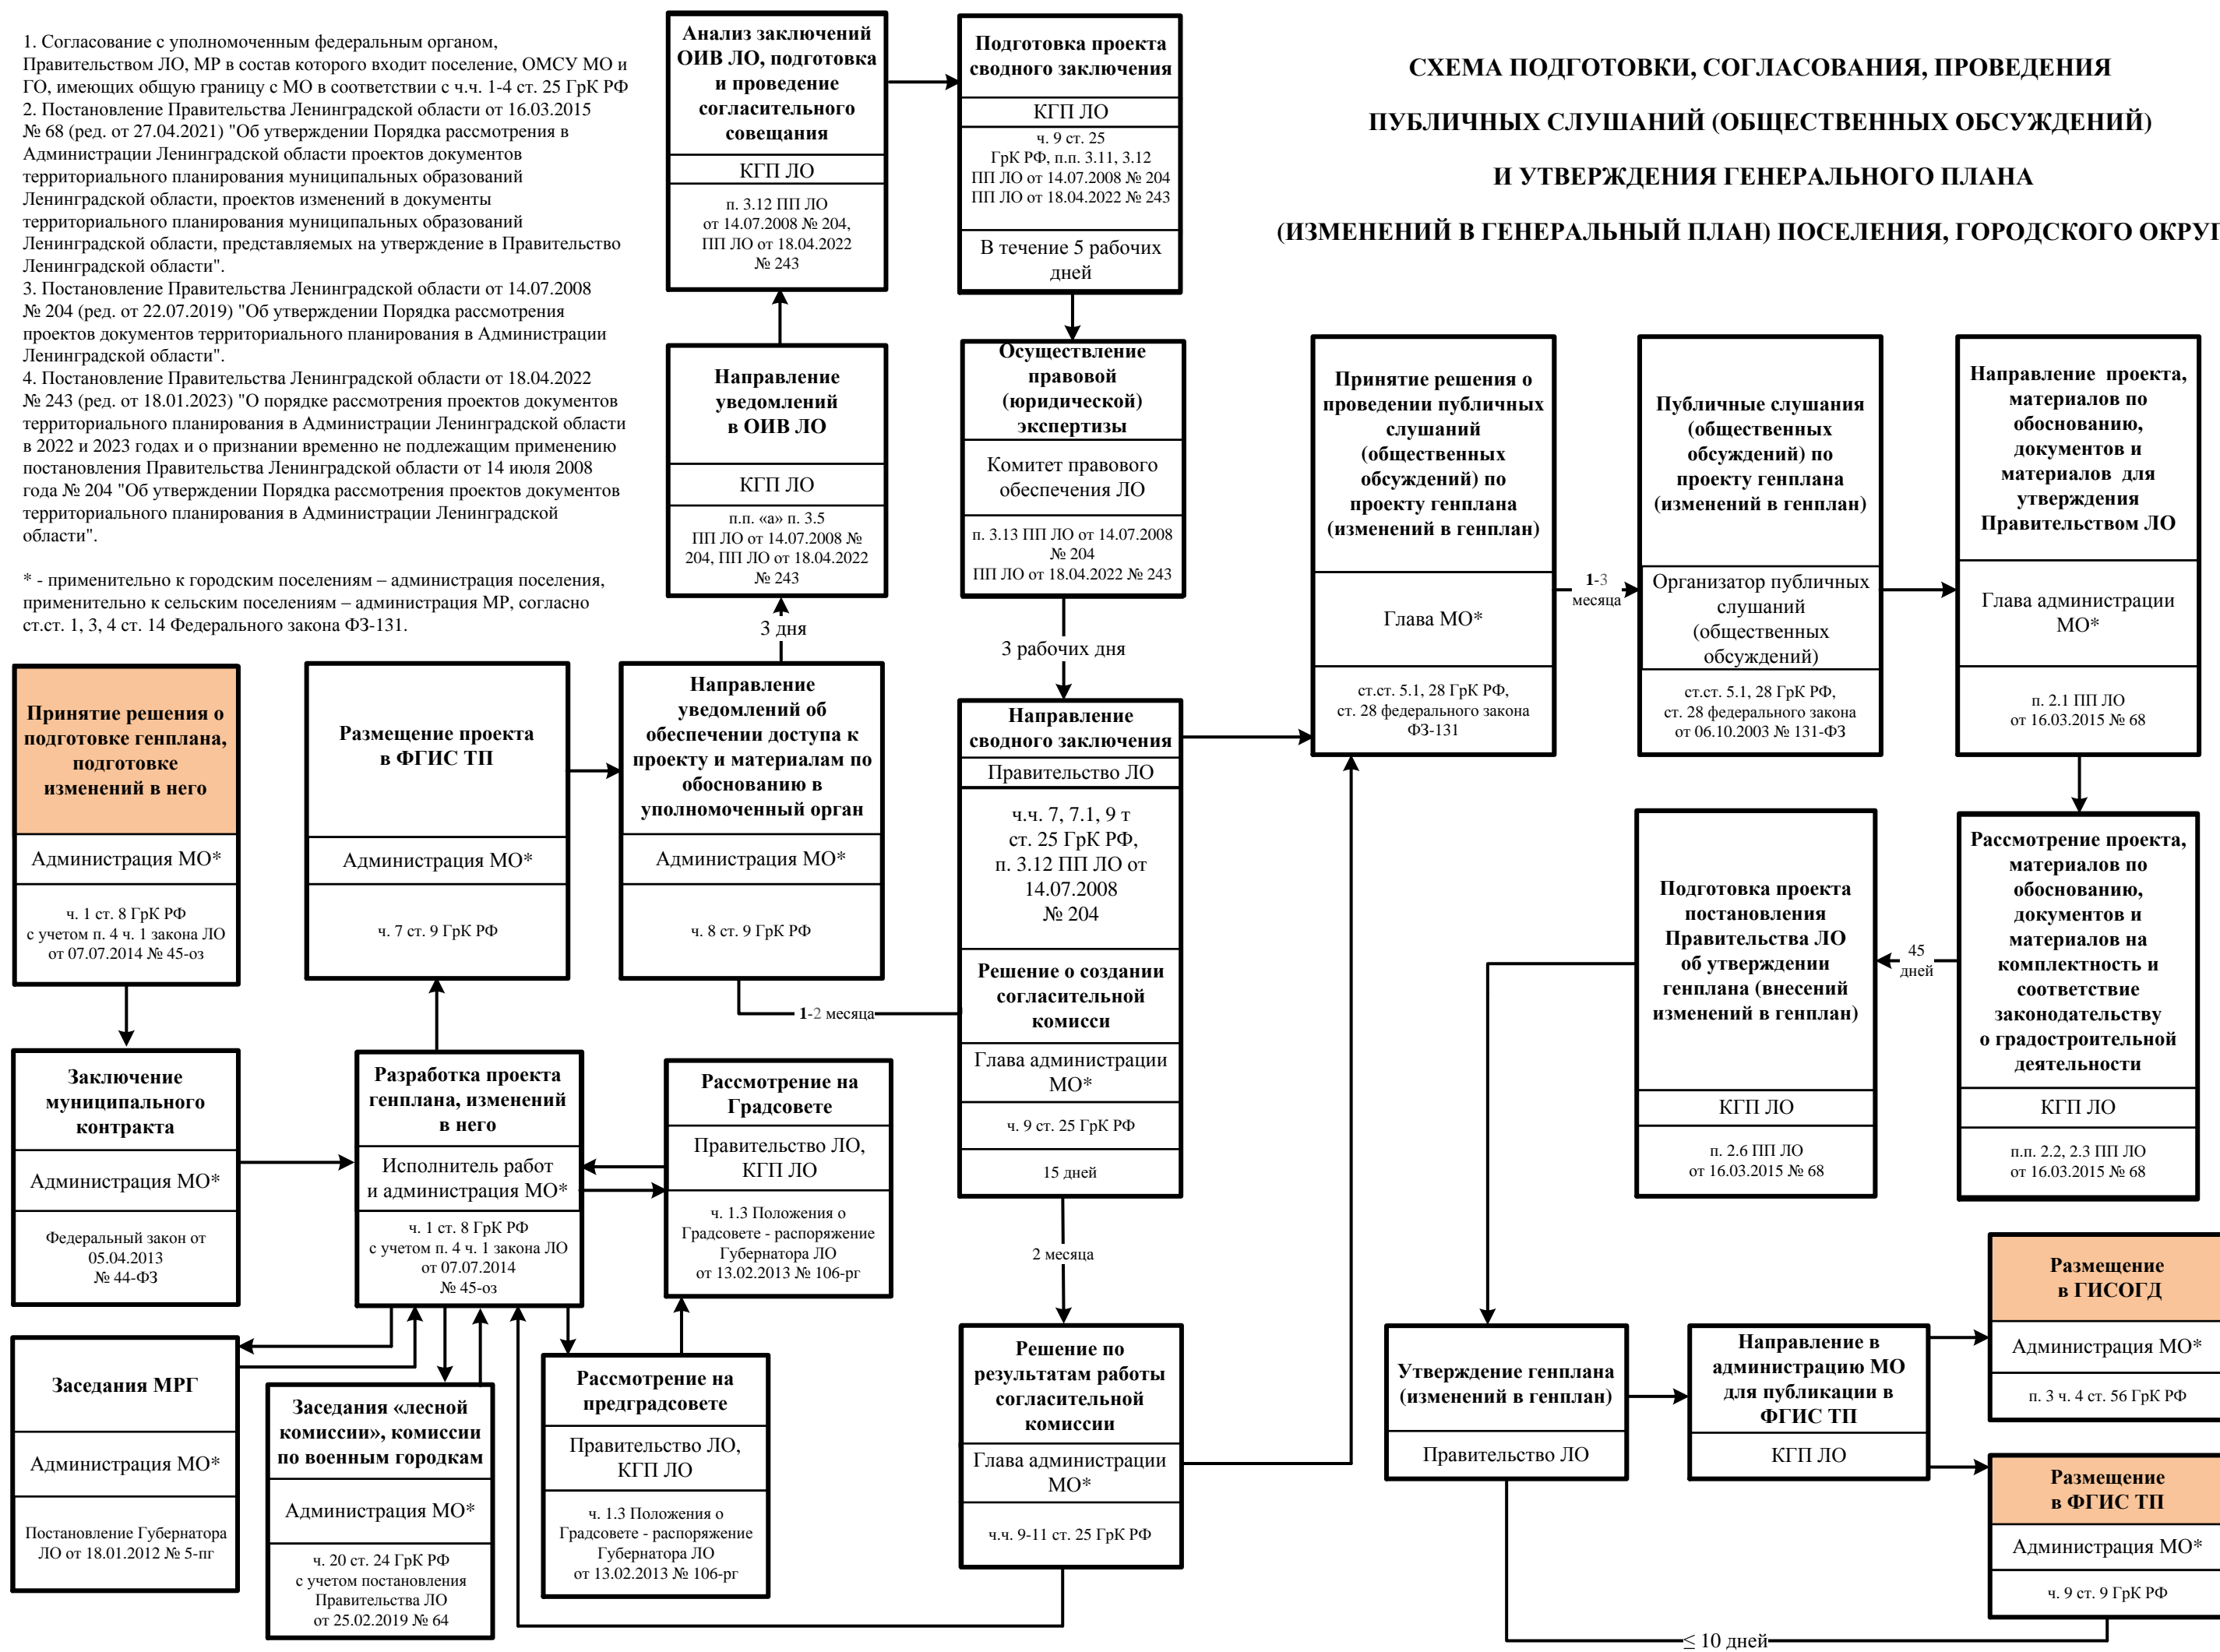 1. Согласование с уполномоченным федеральным органом,
Правительством ЛО, МР в состав которого входит поселение, ОМСУ МО и
ГО, имеющих общую границу с МО в соответствии с ч.ч. 1-4 ст. 25 ГрК РФ
2. Постановление Правительства Ленинградской области от 16.03.2015
№ 68 (ред. от 27.04.2021) "Об утверждении Порядка рассмотрения в
Администрации Ленинградской области проектов документов
территориального планирования муниципальных образований
Ленинградской области, проектов изменений в документы
территориального планирования муниципальных образований
Ленинградской области, представляемых на утверждение в Правительство
Ленинградской области".
3. Постановление Правительства Ленинградской области от 14.07.2008
№ 204 (ред. от 22.07.2019) "Об утверждении Порядка рассмотрения
проектов документов территориального планирования в Администрации
Ленинградской области".
4. Постановление Правительства Ленинградской области от 18.04.2022
№ 243 (ред. от 18.01.2023) "О порядке рассмотрения проектов документов
территориального планирования в Администрации Ленинградской области
в 2022 и 2023 годах и о признании временно не подлежащим применению
постановления Правительства Ленинградской области от 14 июля 2008
года № 204 "Об утверждении Порядка рассмотрения проектов документов
территориального планирования в Администрации Ленинградской
области".
* - применительно к городским поселениям – администрация поселения,
применительно к сельским поселениям – администрация МР, согласно
ст.ст. 1, 3, 4 ст. 14 Федерального закона ФЗ-131.
СХЕМА ПОДГОТОВКИ, СОГЛАСОВАНИЯ, ПРОВЕДЕНИЯ
ПУБЛИЧНЫХ СЛУШАНИЙ (ОБЩЕСТВЕННЫХ ОБСУЖДЕНИЙ)
И УТВЕРЖДЕНИЯ ГЕНЕРАЛЬНОГО ПЛАНА
(ИЗМЕНЕНИЙ В ГЕНЕРАЛЬНЫЙ ПЛАН) ПОСЕЛЕНИЯ, ГОРОДСКОГО ОКРУГ
Принятие решения о
подготовке генплана,
подготовке
изменений в него
Администрация МО*
ч. 1 ст. 8 ГрК РФ
с учетом п. 4 ч. 1 закона ЛО
от 07.07.2014 № 45-оз
Заключение
муниципального
контракта
Администрация МО*
Федеральный закон от
05.04.2013
№ 44-ФЗ
Разработка проекта
генплана, изменений
в него
Исполнитель работ
и администрация МО*
ч. 1 ст. 8 ГрК РФ
с учетом п. 4 ч. 1 закона ЛО
от 07.07.2014
№ 45-оз
Заседания МРГ
Администрация МО*
Постановление Губернатора
ЛО от 18.01.2012 № 5-пг
Заседания «лесной
комиссии», комиссии
по военным городкам
Администрация МО*
ч. 20 ст. 24 ГрК РФ
с учетом постановления
Правительства ЛО
от 25.02.2019 № 64
Рассмотрение на
предградсовете
Правительство ЛО,
КГП ЛО
ч. 1.3 Положения о
Градсовете - распоряжение
Губернатора ЛО
от 13.02.2013 № 106-рг
Рассмотрение на
Градсовете
Правительство ЛО,
КГП ЛО
ч. 1.3 Положения о
Градсовете - распоряжение
Губернатора ЛО
от 13.02.2013 № 106-рг
Размещение проекта
в ФГИС ТП
Администрация МО*
ч. 7 ст. 9 ГрК РФ
Направление
уведомлений об
обеспечении доступа к
проекту и материалам по
обоснованию в
уполномоченный орган
Администрация МО*
ч. 8 ст. 9 ГрК РФ
3 дня
1-2 месяца
Направление
уведомлений
в ОИВ ЛО
КГП ЛО
п.п. «а» п. 3.5
ПП ЛО от 14.07.2008 №
204, ПП ЛО от 18.04.2022
№ 243
Анализ заключений
ОИВ ЛО, подготовка
и проведение
согласительного
совещания
КГП ЛО
п. 3.12 ПП ЛО
от 14.07.2008 № 204,
ПП ЛО от 18.04.2022
№ 243
Подготовка проекта
сводного заключения
КГП ЛО
ч. 9 ст. 25
ГрК РФ, п.п. 3.11, 3.12
ПП ЛО от 14.07.2008 № 204
ПП ЛО от 18.04.2022 № 243
В течение 5 рабочих
дней
Осуществление
правовой
(юридической)
экспертизы
Комитет правового
обеспечения ЛО
п. 3.13 ПП ЛО от 14.07.2008
№ 204
ПП ЛО от 18.04.2022 № 243
3 рабочих дня
Направление
сводного заключения
Правительство ЛО
ч.ч. 7, 7.1, 9 т
ст. 25 ГрК РФ,
п. 3.12 ПП ЛО от
14.07.2008
№ 204
Решение о создании
согласительной
комисси
Глава администрации
МО*
ч. 9 ст. 25 ГрК РФ
15 дней
2 месяца
Решение по
результатам работы
согласительной
комиссии
Глава администрации
МО*
ч.ч. 9-11 ст. 25 ГрК РФ
Принятие решения о
проведении публичных
слушаний
(общественных
обсуждений) по
проекту генплана
(изменений в генплан)
Глава МО*
ст.ст. 5.1, 28 ГрК РФ,
ст. 28 федерального закона
ФЗ-131
1-3
месяца
Публичные слушания
(общественных
обсуждений) по
проекту генплана
(изменений в генплан)
Организатор публичных
слушаний
(общественных
обсуждений)
ст.ст. 5.1, 28 ГрК РФ,
ст. 28 федерального закона
от 06.10.2003 № 131-ФЗ
Направление проекта,
материалов по
обоснованию,
документов и
материалов для
утверждения
Правительством ЛО
Глава администрации
МО*
п. 2.1 ПП ЛО
от 16.03.2015 № 68
Рассмотрение проекта,
материалов по
обоснованию,
документов и
материалов на
комплектность и
соответствие
законодательству
о градостроительной
деятельности
КГП ЛО
п.п. 2.2, 2.3 ПП ЛО
от 16.03.2015 № 68
45
дней
Подготовка проекта
постановления
Правительства ЛО
об утверждении
генплана (внесений
изменений в генплан)
КГП ЛО
п. 2.6 ПП ЛО
от 16.03.2015 № 68
Утверждение генплана
(изменений в генплан)
Правительство ЛО
Направление в
администрацию МО
для публикации в
ФГИС ТП
КГП ЛО
Размещение
в ГИСОГД
Администрация МО*
п. 3 ч. 4 ст. 56 ГрК РФ
Размещение
в ФГИС ТП
Администрация МО*
ч. 9 ст. 9 ГрК РФ
≤ 10 дней